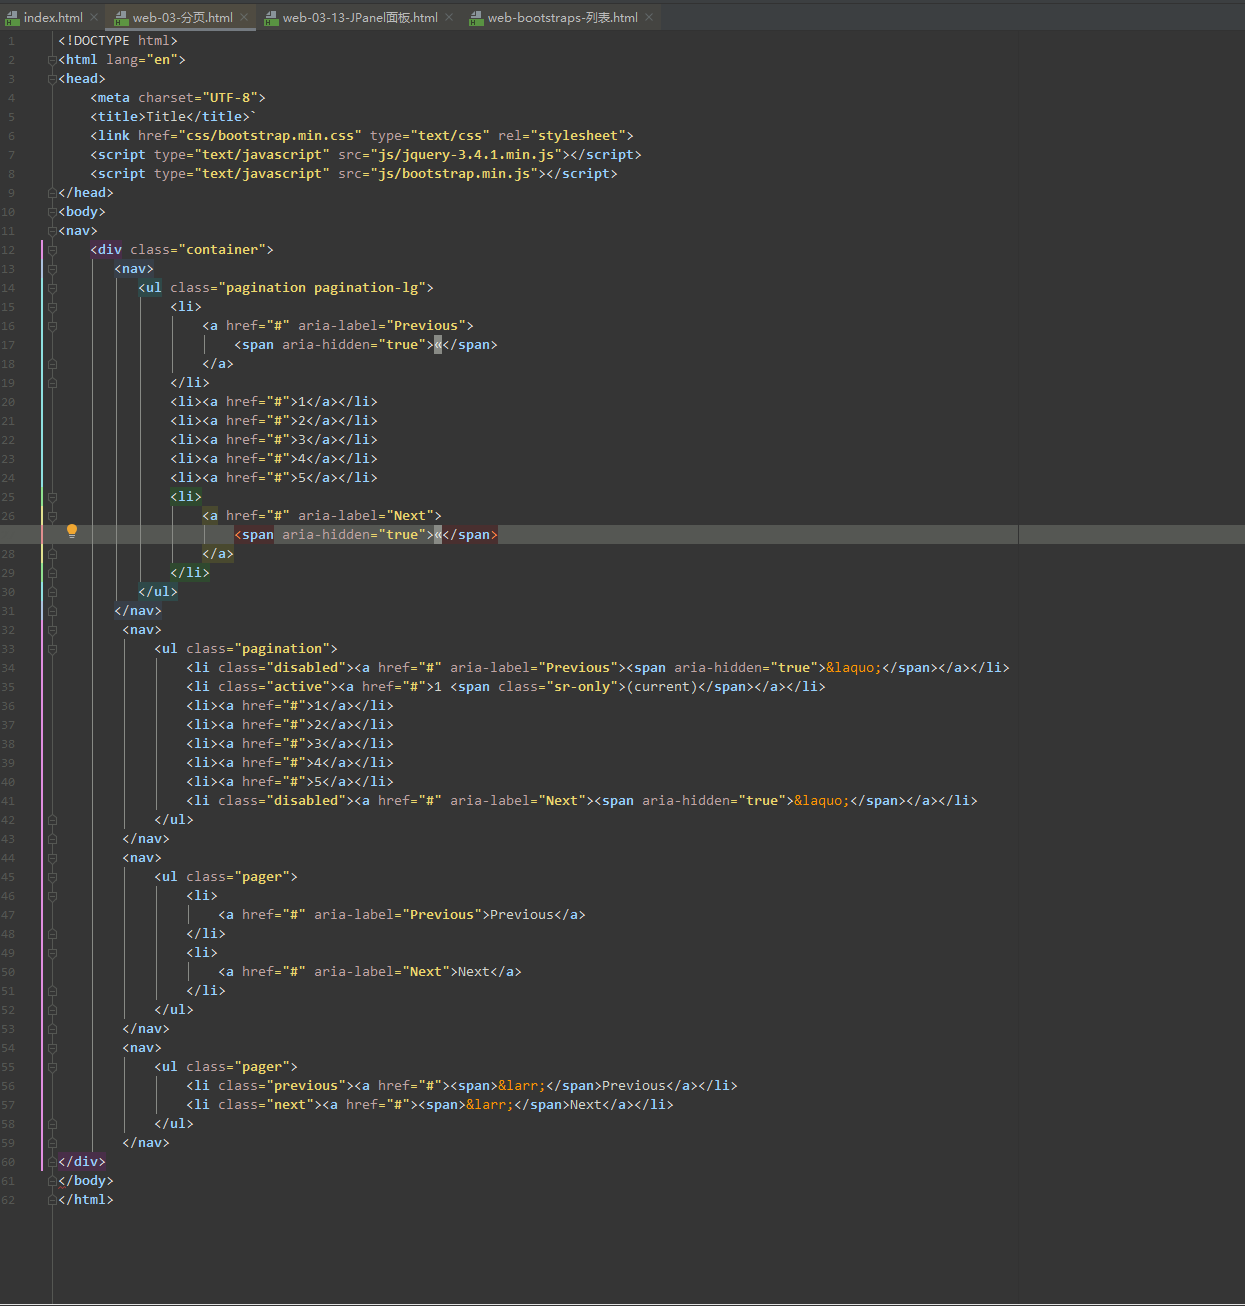 index.html web-03-分页.html web-03-13-JPanel面板.html web-bootstraps-列表.html
1 <!DOCTYPE html>
2 <html lang="en">
3 <head>
4 <meta charset="UTF-8">
5 <title>Title</title>`
6 <link href="css/bootstrap.min.css" type="text/css" rel="stylesheet">
7 <script type="text/javascript" src="js/jquery-3.4.1.min.js"></script>
8 <script type="text/javascript" src="js/bootstrap.min.js"></script>
9 </head>
10 <body>
11 <nav>
12 <div class="container">
13 <nav>
14 <ul class="pagination pagination-lg">
15 <li>
16 <a href="#" aria-label="Previous">
17 <span aria-hidden="true">«</span>
18 </a>
19 </li>
20 <li><a href="#">1</a></li>
21 <li><a href="#">2</a></li>
22 <li><a href="#">3</a></li>
23 <li><a href="#">4</a></li>
24 <li><a href="#">5</a></li>
25 <li>
26 <a href="#" aria-label="Next">
<span aria-hidden="true">«</span>
28 </a>
29 </li>
30 </ul>
31 </nav>
32 <nav>
33 <ul class="pagination">
34 <li class="disabled"><a href="#" aria-label="Previous"><span aria-hidden="true">&laquo;</span></a></li>
35 <li class="active"><a href="#">1 <span class="sr-only">(current)</span></a></li>
36 <li><a href="#">1</a></li>
37 <li><a href="#">2</a></li>
38 <li><a href="#">3</a></li>
39 <li><a href="#">4</a></li>
40 <li><a href="#">5</a></li>
41 <li class="disabled"><a href="#" aria-label="Next"><span aria-hidden="true">&laquo;</span></a></li>
42 </ul>
43 </nav>
44 <nav>
45 <ul class="pager">
46 <li>
47 <a href="#" aria-label="Previous">Previous</a>
48 </li>
49 <li>
50 <a href="#" aria-label="Next">Next</a>
51 </li>
52 </ul>
53 </nav>
54 <nav>
55 <ul class="pager">
56 <li class="previous"><a href="#"><span>&larr;</span>Previous</a></li>
57 <li class="next"><a href="#"><span>&larr;</span>Next</a></li>
58 </ul>
59 </nav>
60 </div>
61 </body>
62 </html>